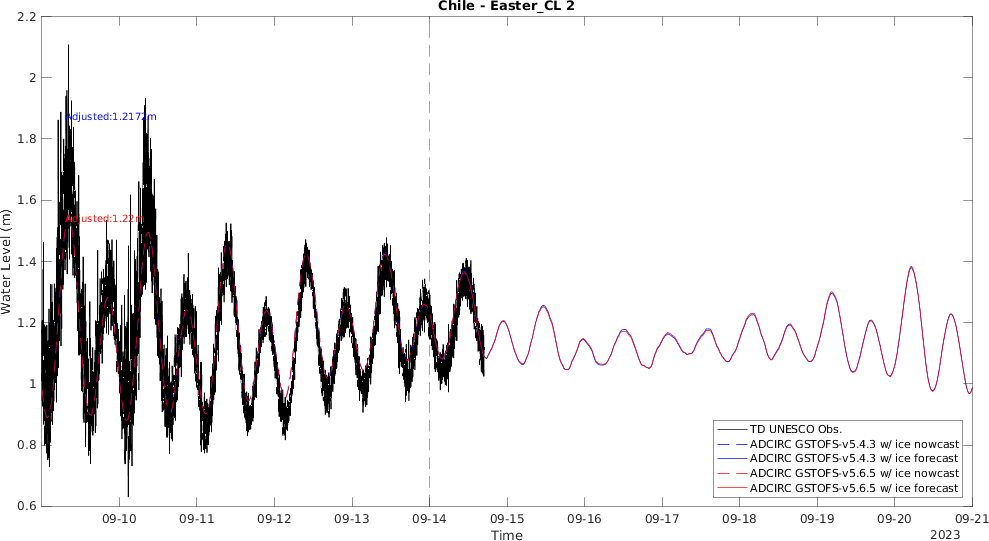 Chile - Easter_CL 2
2.2
2
1.8
1.6
1.4
1.2
1
0.8
0.6
Water Level (m)
Adjusted:1.2172m
Adjusted:1.22m
TD UNESCO Obs.
ADCIRC GSTOFS-v5.4.3 w/ ice nowcast
ADCIRC GSTOFS-v5.4.3 w/ ice forecast
ADCIRC GSTOFS-v5.6.5 w/ ice nowcast
ADCIRC GSTOFS-v5.6.5 w/ ice forecast
09-10 09-11 09-12 09-13 09-14 09-15 09-16 09-17 09-18 09-19 09-20 09-21
Time
2023